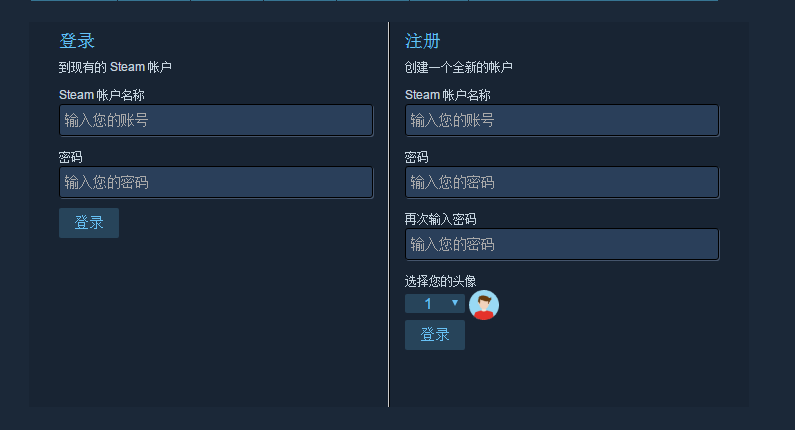 登录
到现有的 Steam 帐户
Steam 帐户名称
输入您的账号
密码
输入您的密码
登录
注册
创建一个全新的帐户
Steam 帐户名称
输入您的账号
密码
输入您的密码
再次输入密码
输入您的密码
选择您的头像
1
登录